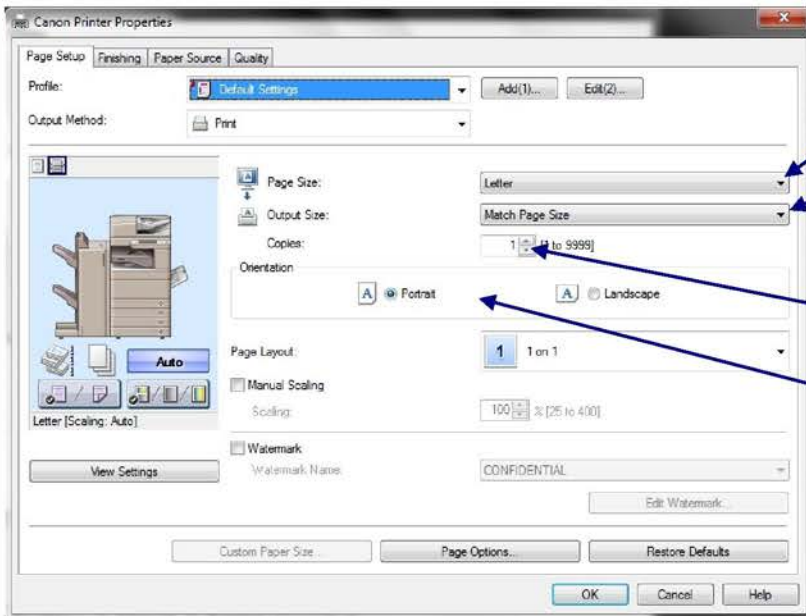 Canon Printer Properties
Page Setup Finishing Paper Source Quality
Profile: Default Settings Add(1)... Edit(2)...
Output Method: Print
Page Size: Letter
Output Size: Match Page Size
Copies: 1 [1 to 9999]
Orientation
A Portrait A Landscape
Auto
Page Layout: 1 1 on 1
Manual Scaling
Scaling: 100 % [25 to 400]
Letter [Scaling: Auto]
Watermark
View Settings
Watermark Name: CONFIDENTIAL
Edit Watermark...
Custom Paper Size... Page Options... Restore Defaults
OK Cancel Help